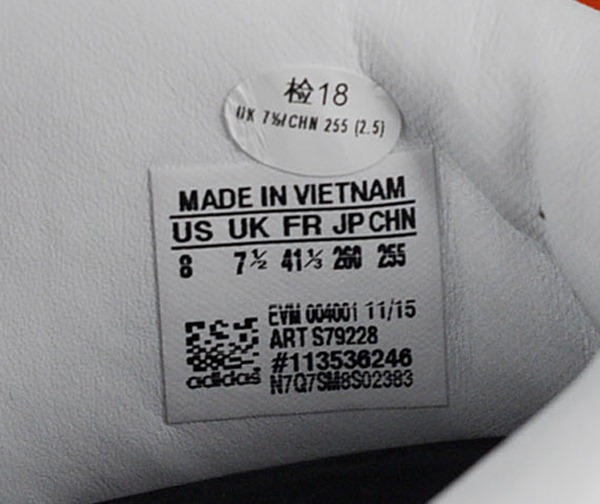 检18
UK 7½/CHN 255 (2.5)
MADE IN VIETNAM
US UK FR JP CHN
8 7½ 41⅓ 260 255
EVM 004001 11/15
ART S79228
#113536246
adidas N7Q7SM8S02383